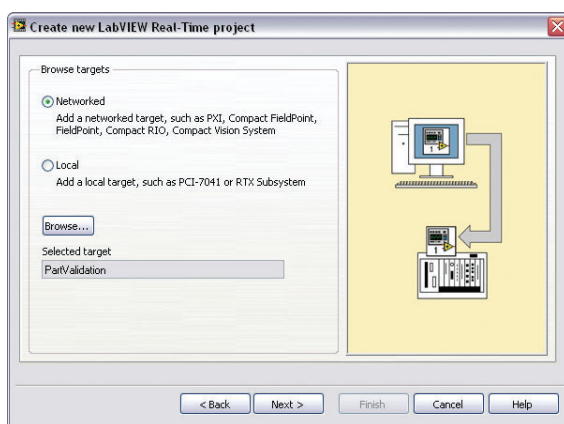 Create new LabVIEW Real-Time project
Browse targets
Networked
Add a networked target, such as PXI, Compact FieldPoint,
FieldPoint, Compact RIO, Compact Vision System
Local
Add a local target, such as PCI-7041 or RTX Subsystem
Browse...
Selected target
PartValidation
1
1
< Back
Next >
Finish
Cancel
Help